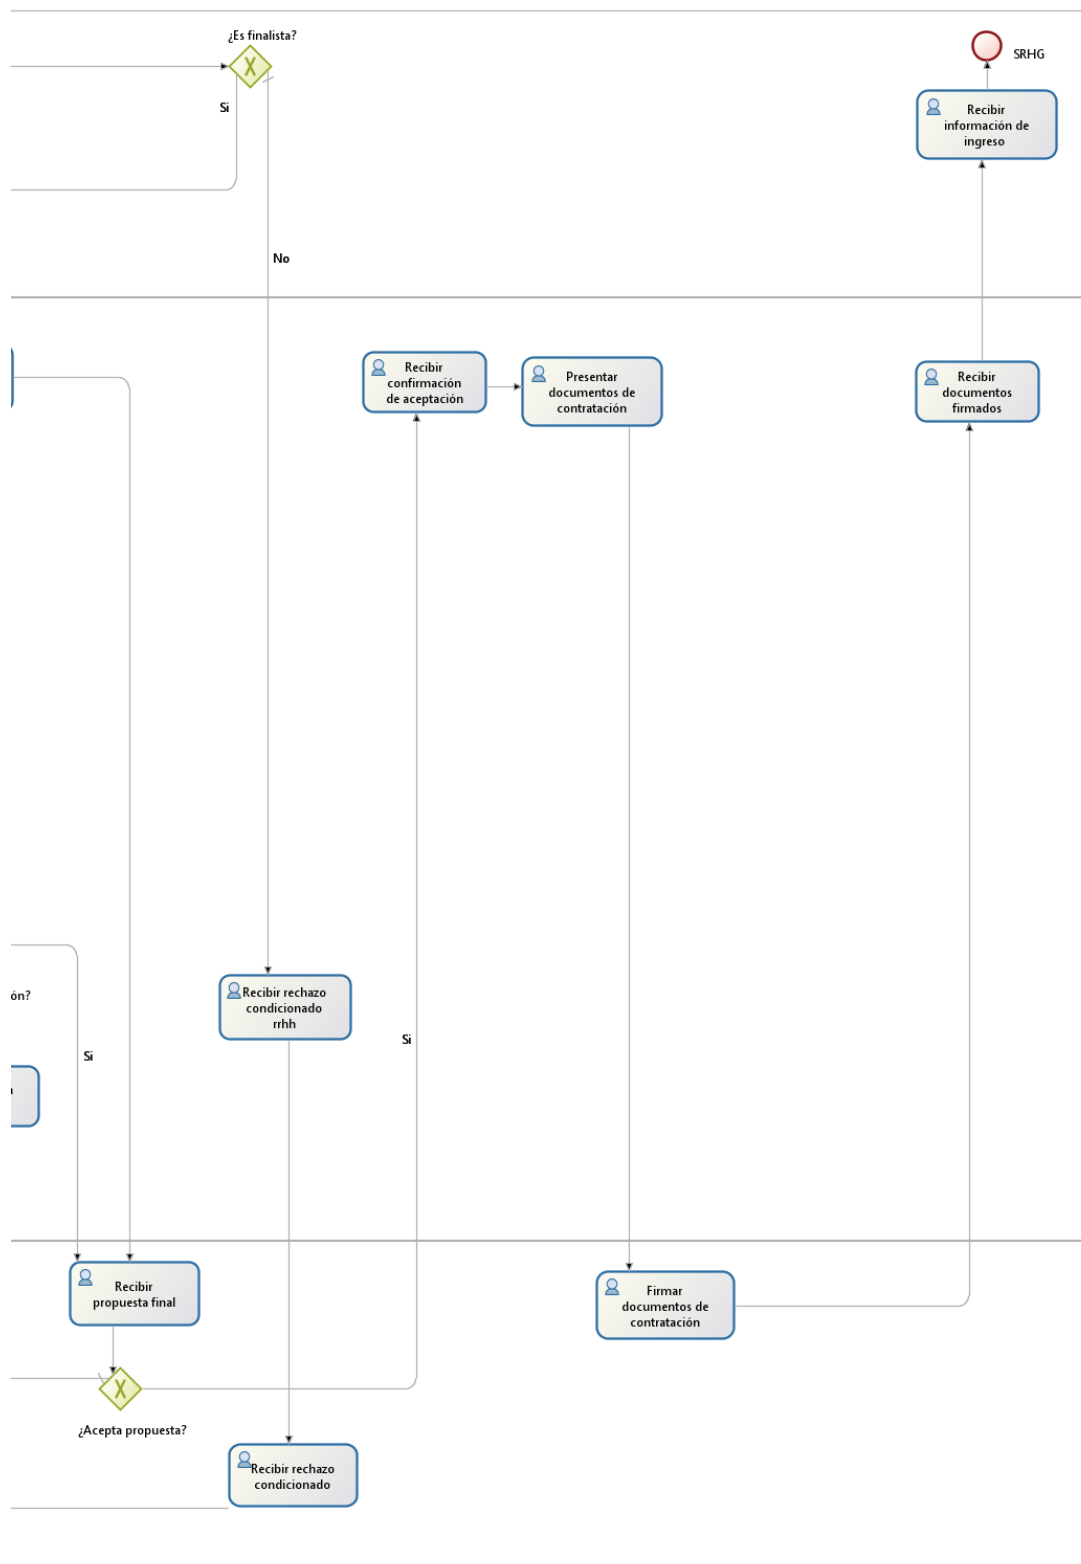 ¿Es finalista?
SRHG
Si
Recibir
información de
ingreso
No
Recibir
confirmación
de aceptación
Presentar
documentos de
contratación
Recibir
documentos
firmados
Recibir rechazo
condicionado
rrhh
ón?
Si
Si
Recibir
propuesta final
Firmar
documentos de
contratación
¿Acepta propuesta?
Recibir rechazo
condicionado